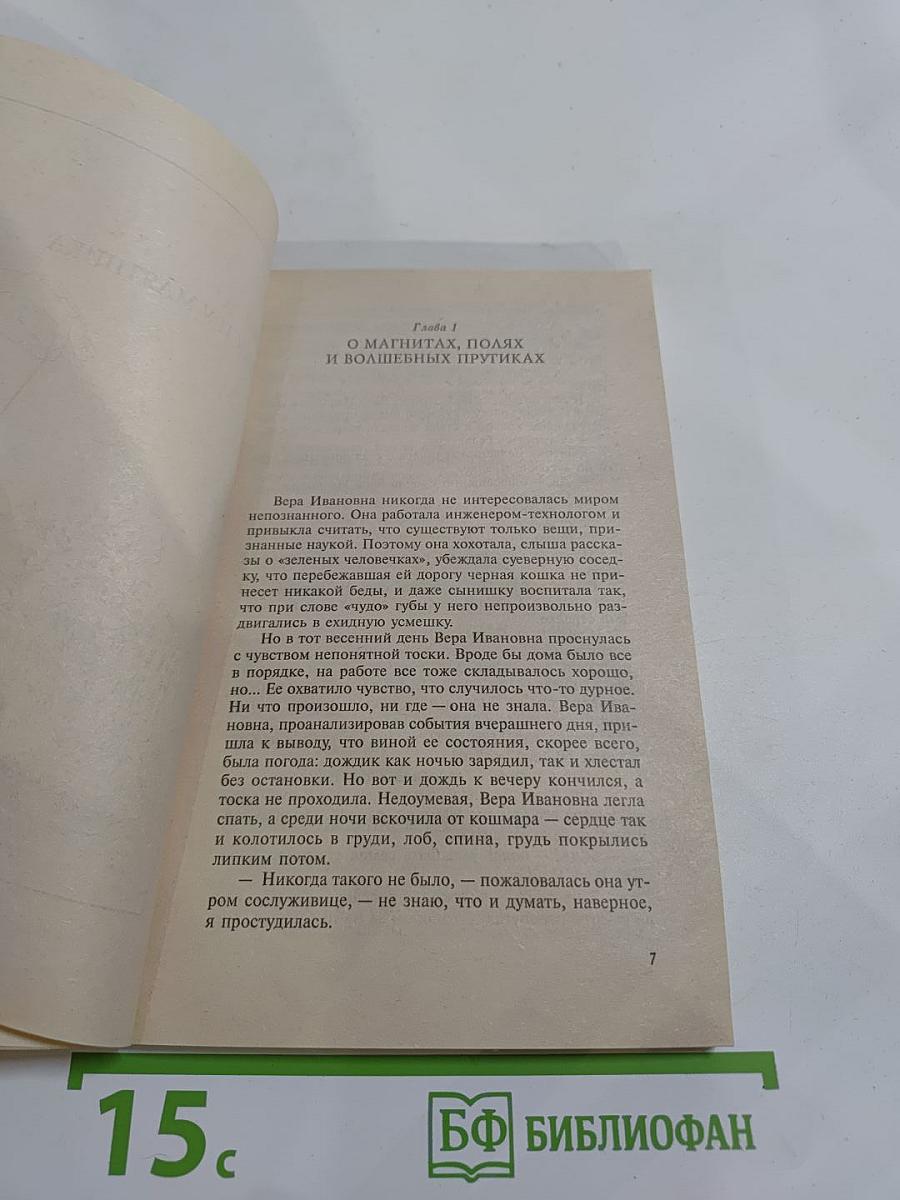 Глава 1
О МАГНИТАХ, ПОЛЯХ
И ВОЛШЕБНЫХ ПРУТИКАХ
Вера Ивановна никогда не интересовалась миром
непознанного. Она работала инженером-технологом и
привыкла считать, что существуют только вещи, при-
знанные наукой. Поэтому она хохотала, слыша расска-
зы о «зеленых человечках», убеждала суеверную сосед-
ку, что перебежавшая ей дорогу черная кошка не при-
несет никакой беды, и даже сынишку воспитала так,
что при слове «чудо» губы у него непроизвольно раз-
двигались в ехидную усмешку.
Но в тот весенний день Вера Ивановна проснулась
с чувством непонятной тоски. Вроде бы дома было все
в порядке, на работе все тоже складывалось хорошо,
но... Ее охватило чувство, что случилось что-то дурное.
Ни что произошло, ни где — она не знала. Вера Ива-
новна, проанализировав события вчерашнего дня, при-
шла к выводу, что виной ее состояния, скорее всего,
была погода: дождик как ночью зарядил, так и хлестал
без остановки. Но вот и дождь к вечеру кончился, а
тоска не проходила. Недоумевая, Вера Ивановна легла
спать, а среди ночи вскочила от кошмара — сердце так
и колотилось в груди, лоб, спина, грудь покрылись
липким потом.
— Никогда такого не было, — пожаловалась она ут-
ром сослуживице, — не знаю, что и думать, наверное,
я простудилась.
7
15 с
БФ БИБЛИОФАН